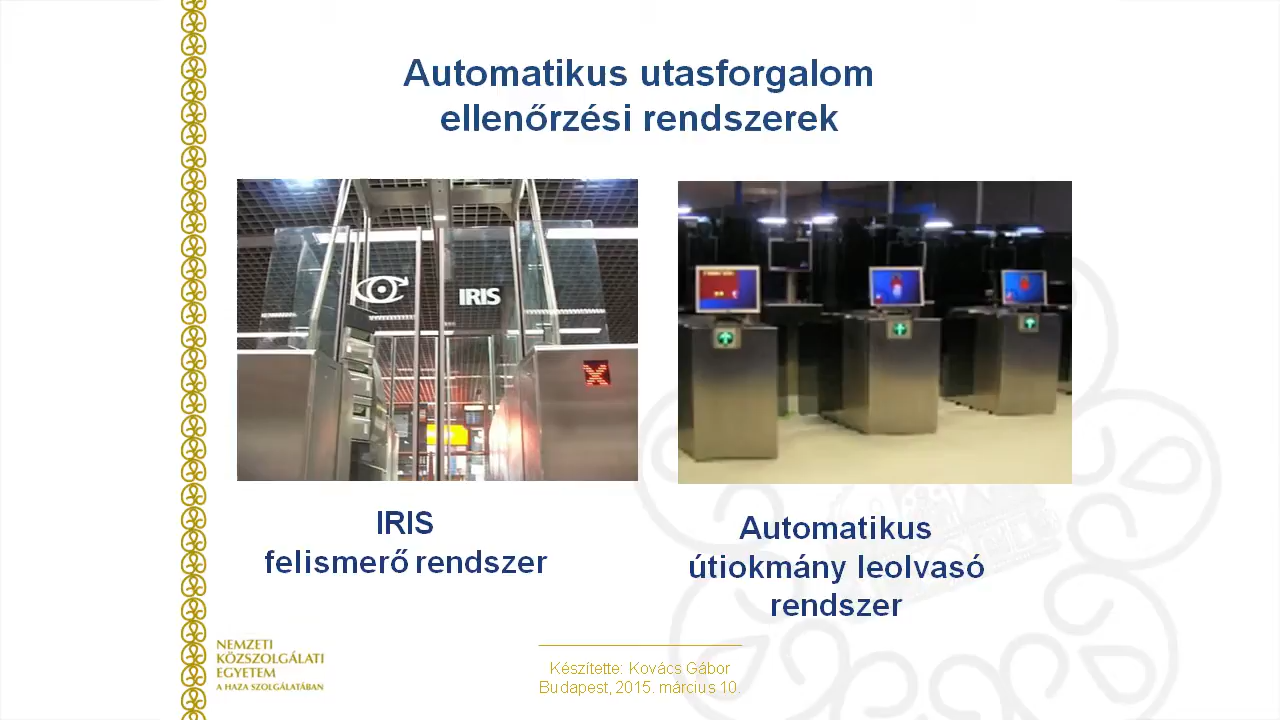 Automatikus utasforgalom
ellenőrzési rendszerek
IRIS
IRIS
felismerő rendszer
Automatikus
útiokmány leolvasó
rendszer
NEMZETI
KÖZSZOLGÁLATI
EGYETEM
A HAZA SZOLGÁLATÁBAN
Készítette: Kovács Gábor
Budapest, 2015. március 10.